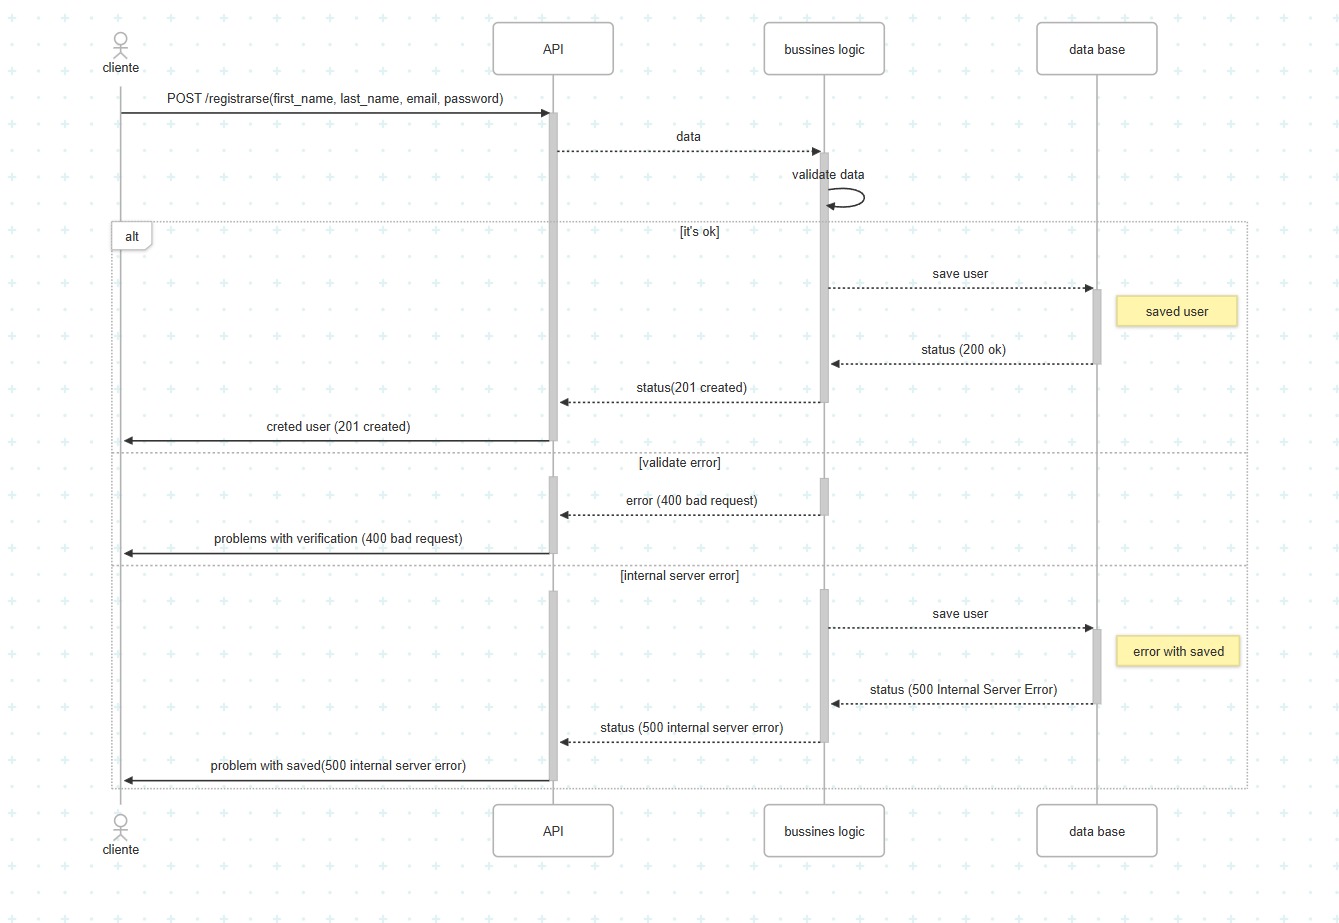 cliente
API
bussines logic
data base
POST /registrarse(first_name, last_name, email, password)
data
validate data
alt
[it's ok]
save user
saved user
status (200 ok)
status(201 created)
creted user (201 created)
[validate error]
error (400 bad request)
problems with verification (400 bad request)
[internal server error]
save user
error with saved
status (500 Internal Server Error)
status (500 internal server error)
problem with saved(500 internal server error)
cliente
API
bussines logic
data base